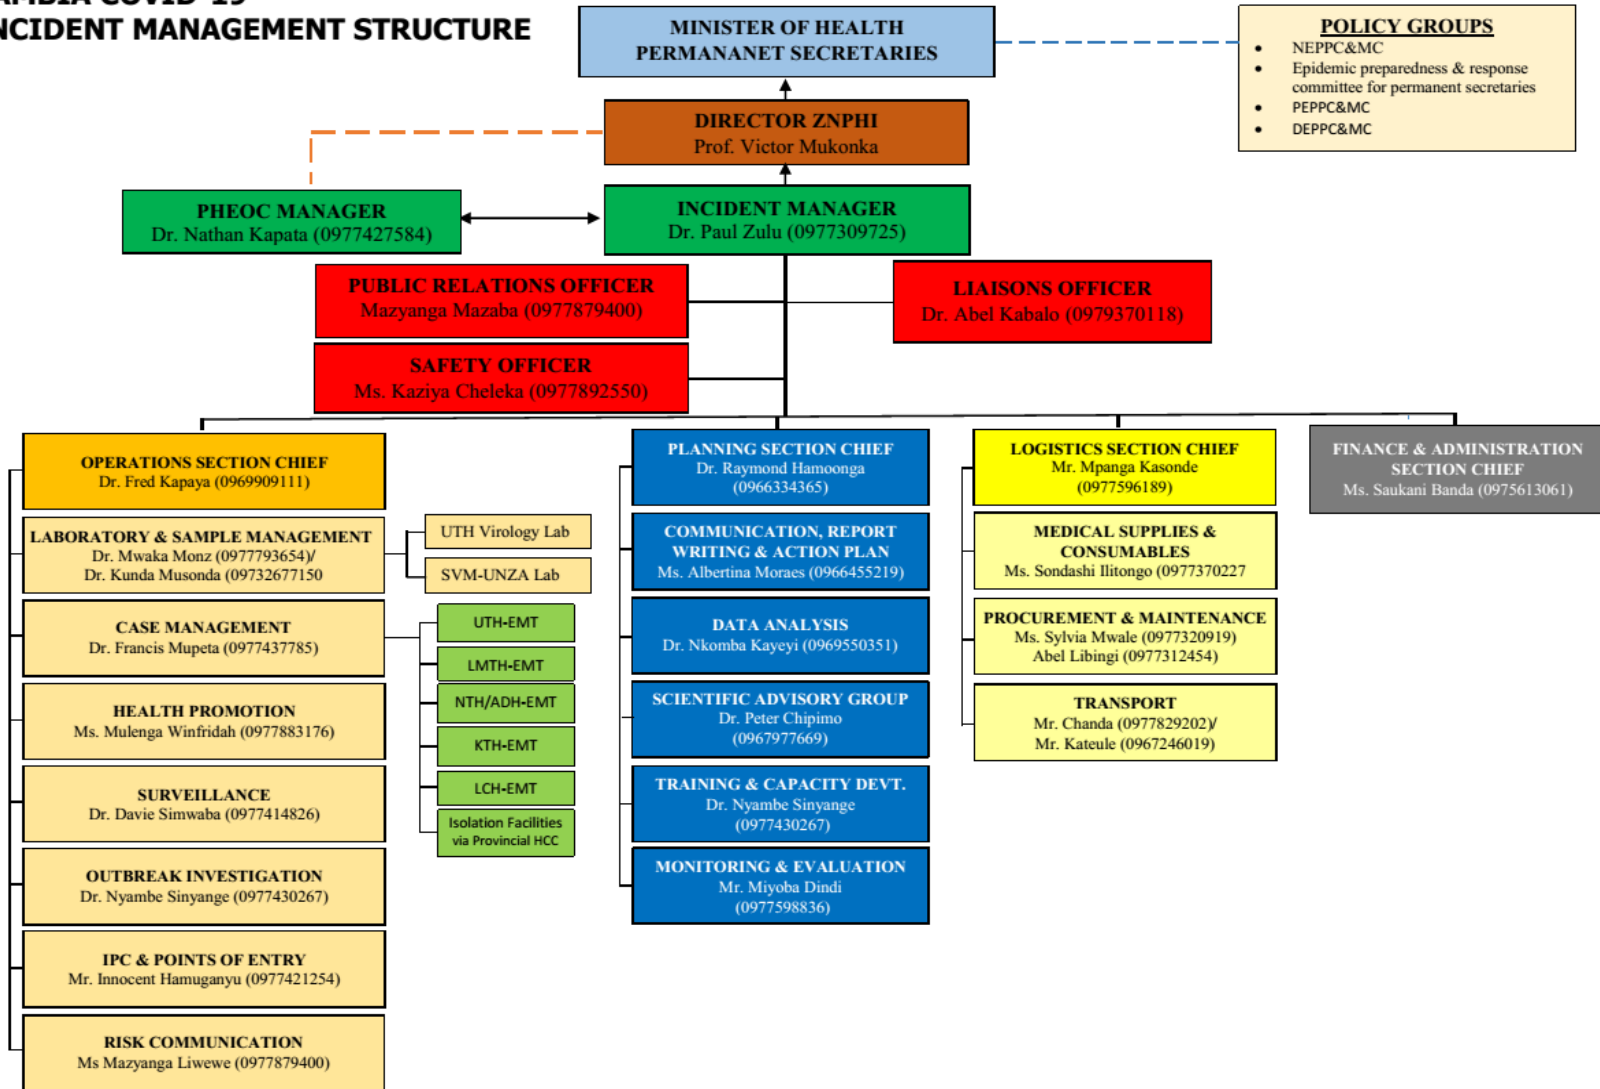 AMBIA COVID-19
NCIDENT MANAGEMENT STRUCTURE
MINISTER OF HEALTH
PERMANANET SECRETARIES
POLICY GROUPS
• NEPPC&MC
• Epidemic preparedness & response
committee for permanent secretaries
• PEPPC&MC
• DEPPC&MC
DIRECTOR ZNPHI
Prof. Victor Mukonka
PHEOC MANAGER
Dr. Nathan Kapata (0977427584)
INCIDENT MANAGER
Dr. Paul Zulu (0977309725)
PUBLIC RELATIONS OFFICER
Mazyanga Mazaba (0977879400)
LIAISONS OFFICER
Dr. Abel Kabalo (0979370118)
SAFETY OFFICER
Ms. Kaziya Cheleka (0977892550)
OPERATIONS SECTION CHIEF
Dr. Fred Kapaya (0969909111)
LABORATORY & SAMPLE MANAGEMENT
Dr. Mwaka Monz (0977793654)/
Dr. Kunda Musonda (09732677150
UTH Virology Lab
SVM-UNZA Lab
CASE MANAGEMENT
Dr. Francis Mupeta (0977437785)
UTH-EMT
LMTH-EMT
NTH/ADH-EMT
KTH-EMT
LCH-EMT
Isolation Facilities
via Provincial HCC
HEALTH PROMOTION
Ms. Mulenga Winfridah (0977883176)
SURVEILLANCE
Dr. Davie Simwaba (0977414826)
OUTBREAK INVESTIGATION
Dr. Nyambe Sinyange (0977430267)
IPC & POINTS OF ENTRY
Mr. Innocent Hamuganyu (0977421254)
RISK COMMUNICATION
Ms Mazyanga Liwewe (0977879400)
PLANNING SECTION CHIEF
Dr. Raymond Hamoonga
(0966334365)
COMMUNICATION, REPORT
WRITING & ACTION PLAN
Ms. Albertina Moraes (0966455219)
DATA ANALYSIS
Dr. Nkomba Kayeyi (0969550351)
SCIENTIFIC ADVISORY GROUP
Dr. Peter Chipimo
(0967977669)
TRAINING & CAPACITY DEVT.
Dr. Nyambe Sinyange
(0977430267)
MONITORING & EVALUATION
Mr. Miyoba Dindi
(0977598836)
LOGISTICS SECTION CHIEF
Mr. Mpanga Kasonde
(0977596189)
MEDICAL SUPPLIES &
CONSUMABLES
Ms. Sondashi Ilitongo (0977370227
PROCUREMENT & MAINTENANCE
Ms. Sylvia Mwale (0977320919)
Abel Libingi (0977312454)
TRANSPORT
Mr. Chanda (0977829202)/
Mr. Kateule (0967246019)
FINANCE & ADMINISTRATION
SECTION CHIEF
Ms. Saukani Banda (0975613061)